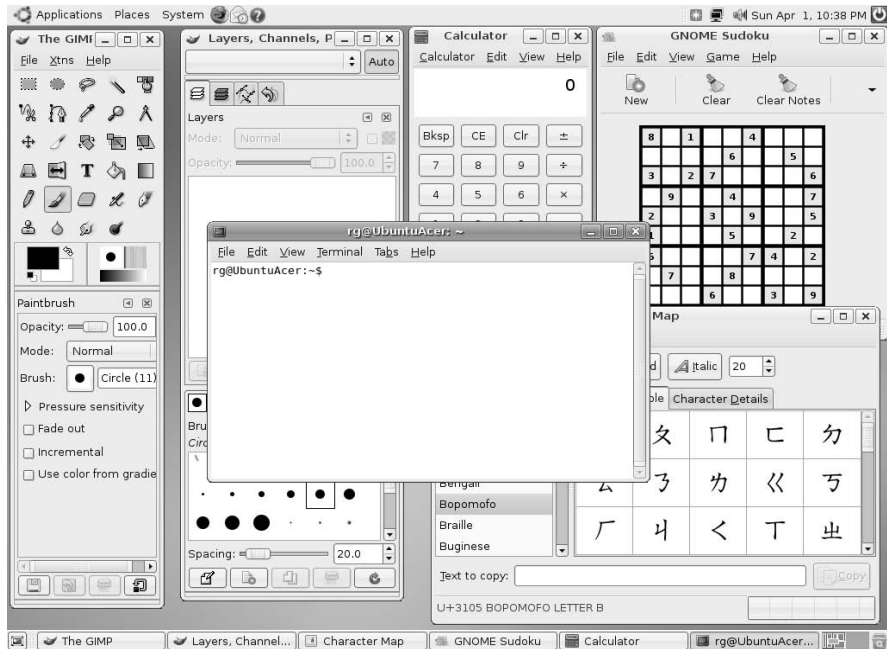 Applications Places System
Sun Apr 1, 10:38 PM
The GIMP
File Xtns Help
Paintbrush
Opacity: 100.0
Mode: Normal
Brush: Circle (11)
Pressure sensitivity
Fade out
Incremental
Use color from gradie
Layers, Channels, P
Auto
Layers
Mode: Normal
Opacity: 100.0
Spacing: 20.0
Calculator
Calculator Edit View Help
0
Bksp CE Clr ±
7 8 9 ÷
4 5 6 ×
GNOME Sudoku
File Edit View Game Help
New Clear Clear Notes
8 1 4
6 5
3 2 7 6
9 4 7
2 3 9 5
1 5 2
7 4 2
7 8
6 3 9
rg@UbuntuAcer: ~
File Edit View Terminal Tabs Help
rg@UbuntuAcer:~$
Map
Italic 20
Character Details
ㄆ ㄇ ㄈ ㄉ
ㄋ ㄌ ㄍ ㄎ
ㄏ ㄐ ㄑ ㄒ ㄓ
Bengali
Bopomofo
Braille
Buginese
Text to copy: Copy
U+3105 BOPOMOFO LETTER B
The GIMP Layers, Channel... Character Map GNOME Sudoku Calculator rg@UbuntuAcer...